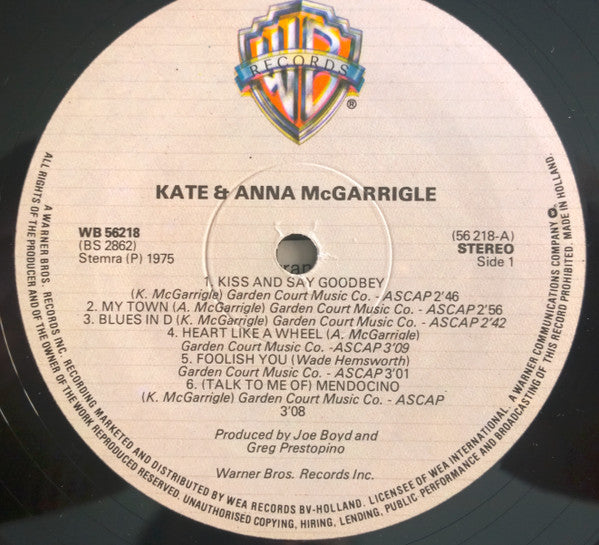 WB
RECORDS
®
KATE & ANNA McGARRIGLE
WB 56218
(BS 2862)
Stemra (P) 1975
(56 218-A)
STEREO
Side 1
1. KISS AND SAY GOODBEY
(K. McGarrigle) Garden Court Music Co. - ASCAP 2'46
2. MY TOWN (A. McGarrigle) Garden Court Music Co. - ASCAP 2'56
3. BLUES IN D (K. McGarrigle) Garden Court Music Co. - ASCAP 2'42
4. HEART LIKE A WHEEL (A. McGarrigle)
Garden Court Music Co. - ASCAP 3'09
5. FOOLISH YOU (Wade Hemsworth)
Garden Court Music Co. - ASCAP 3'01
6. (TALK TO ME OF) MENDOCINO
(K. McGarrigle) Garden Court Music Co. - ASCAP
3'08
Produced by Joe Boyd and
Greg Prestopino
Warner Bros. Records Inc.
A WARNER BROS. RECORDS INC. RECORDING MARKETED AND DISTRIBUTED BY WEA RECORDS BV-HOLLAND. LICENSEE OF WEA INTERNATIONAL. A WARNER COMMUNICATIONS COMPANY
ALL RIGHTS OF THE PRODUCER AND OF THE OWNER OF THE WORK REPRODUCED RESERVED. UNAUTHORISED COPYING, HIRING, LENDING, PUBLIC PERFORMANCE AND BROADCASTING OF THIS RECORD PROHIBITED. MADE IN HOLLAND.